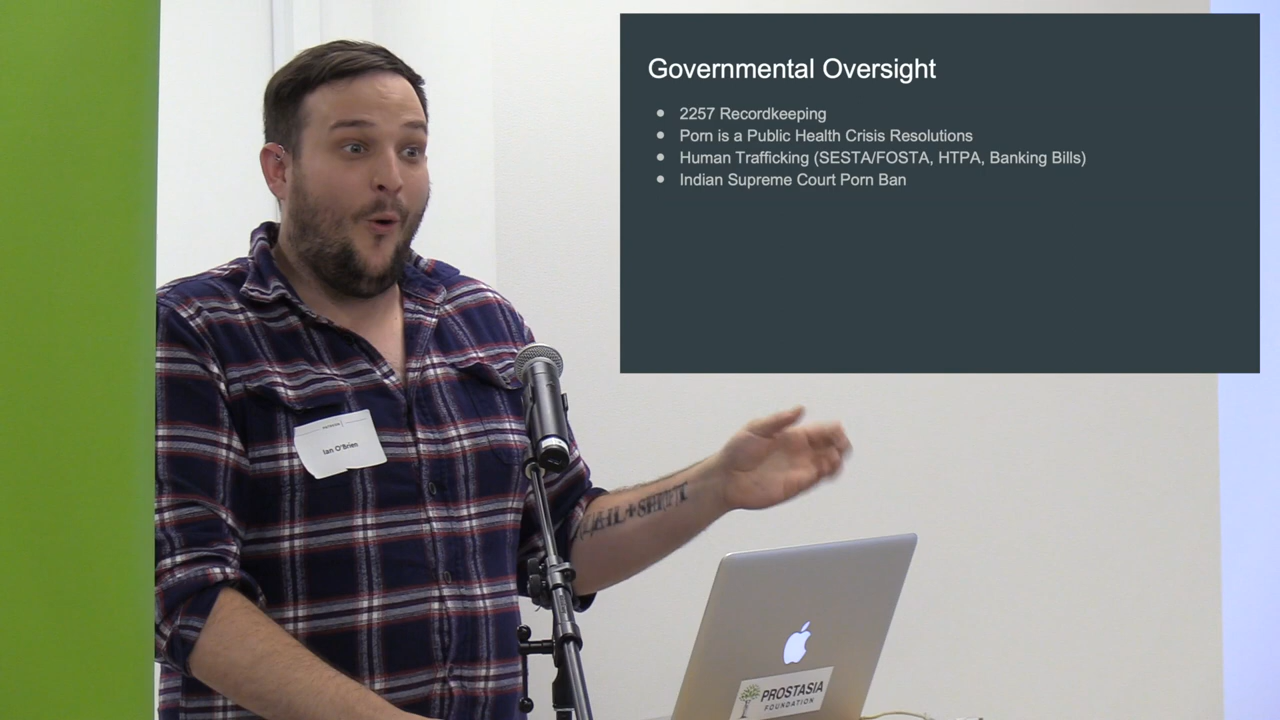 Governmental Oversight
2257 Recordkeeping
Porn is a Public Health Crisis Resolutions
Human Trafficking (SESTA/FOSTA, HTPA, Banking Bills)
Indian Supreme Court Porn Ban
Ian O'Brien
PROSTASIA
FOUNDATION